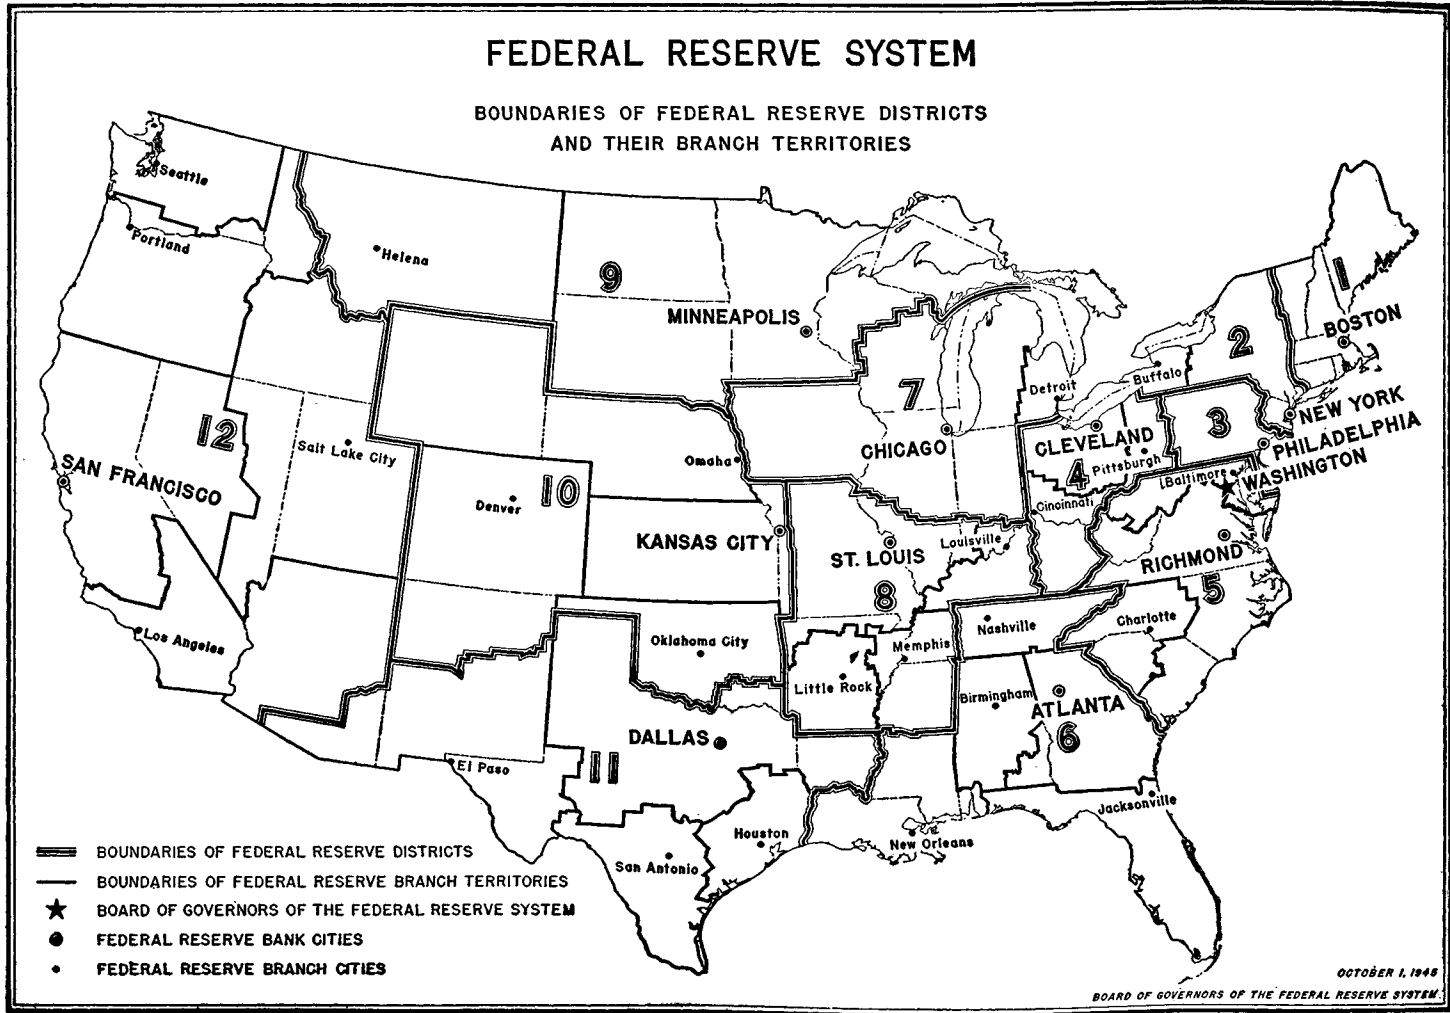 FEDERAL RESERVE SYSTEM
BOUNDARIES OF FEDERAL RESERVE DISTRICTS
AND THEIR BRANCH TERRITORIES
Seattle
Portland
Helena
9
MINNEAPOLIS
1
BOSTON
2
Buffalo
Detroit
7
CHICAGO
CLEVELAND
4
Pittsburgh
3
NEW YORK
PHILADELPHIA
WASHINGTON
Baltimore
Cincinnati
12
SAN FRANCISCO
Salt Lake City
Omaha
Denver
10
KANSAS CITY
ST. LOUIS
Louisville
8
RICHMOND
5
Los Angeles
Oklahoma City
Little Rock
Memphis
Nashville
Charlotte
Birmingham
ATLANTA
6
DALLAS
11
El Paso
Houston
San Antonio
New Orleans
Jacksonville
BOUNDARIES OF FEDERAL RESERVE DISTRICTS
BOUNDARIES OF FEDERAL RESERVE BRANCH TERRITORIES
BOARD OF GOVERNORS OF THE FEDERAL RESERVE SYSTEM
FEDERAL RESERVE BANK CITIES
FEDERAL RESERVE BRANCH CITIES
OCTOBER 1, 1945
BOARD OF GOVERNORS OF THE FEDERAL RESERVE SYSTEM